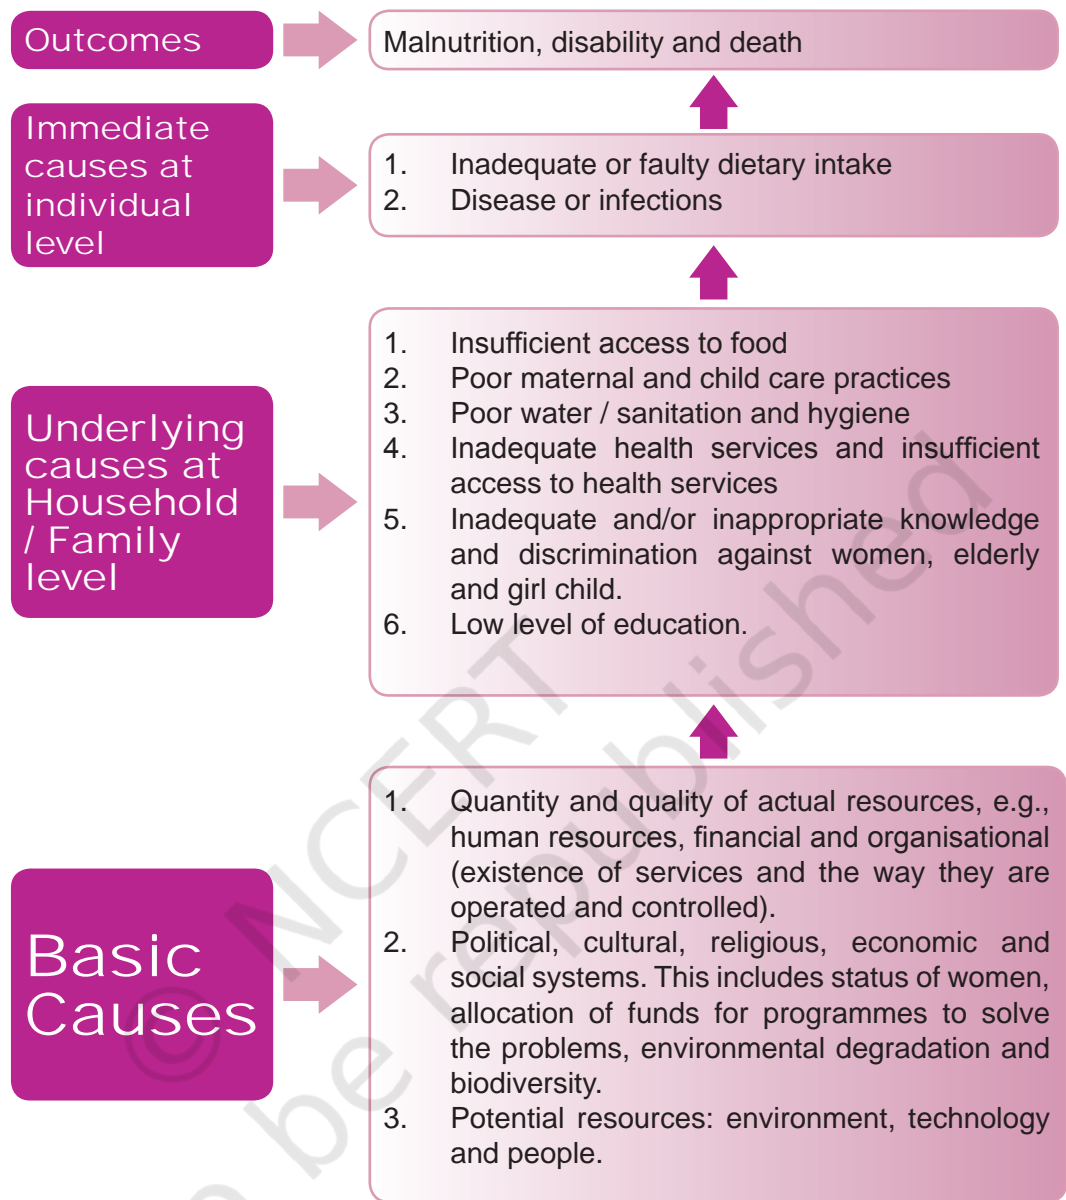 Outcomes
Malnutrition, disability and death
Immediate
causes at
individual
level
1. Inadequate or faulty dietary intake
2. Disease or infections
Underlying
causes at
Household
/ Family
level
1. Insufficient access to food
2. Poor maternal and child care practices
3. Poor water / sanitation and hygiene
4. Inadequate health services and insufficient
access to health services
5. Inadequate and/or inappropriate knowledge
and discrimination against women, elderly
and girl child.
6. Low level of education.
Basic
Causes
1. Quantity and quality of actual resources, e.g.,
human resources, financial and organisational
(existence of services and the way they are
operated and controlled).
2. Political, cultural, religious, economic and
social systems. This includes status of women,
allocation of funds for programmes to solve
the problems, environmental degradation and
biodiversity.
3. Potential resources: environment, technology
and people.
© NCERT
be republished